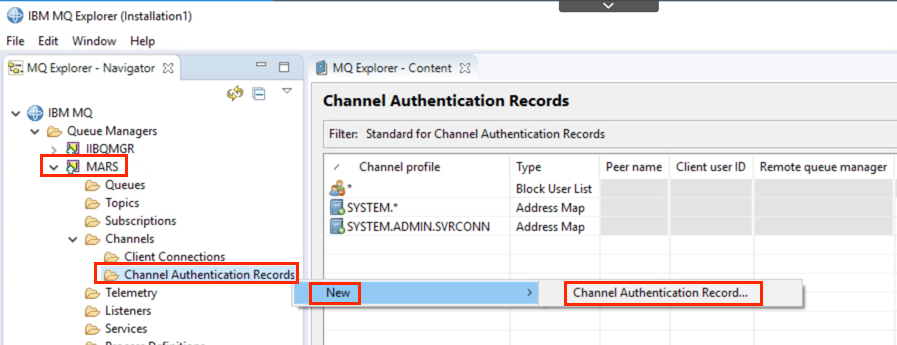 IBM MQ Explorer (Installation1)
File Edit Window Help
MQ Explorer - Navigator
IBM MQ
Queue Managers
IIBQMGR
MARS
Queues
Topics
Subscriptions
Channels
Client Connections
Channel Authentication Records
Telemetry
Listeners
Services
MQ Explorer - Content
Channel Authentication Records
Filter: Standard for Channel Authentication Records
Channel profile Type Peer name Client user ID Remote queue manager
* Block User List
SYSTEM.* Address Map
SYSTEM.ADMIN.SVRCONN Address Map
New
Channel Authentication Record...